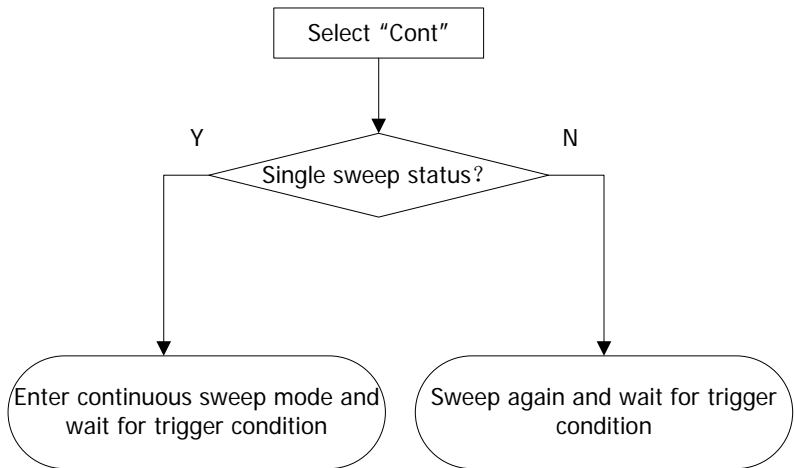 Select “Cont”
Y
N
Single sweep status？
Enter continuous sweep mode and
wait for trigger condition
Sweep again and wait for trigger
condition